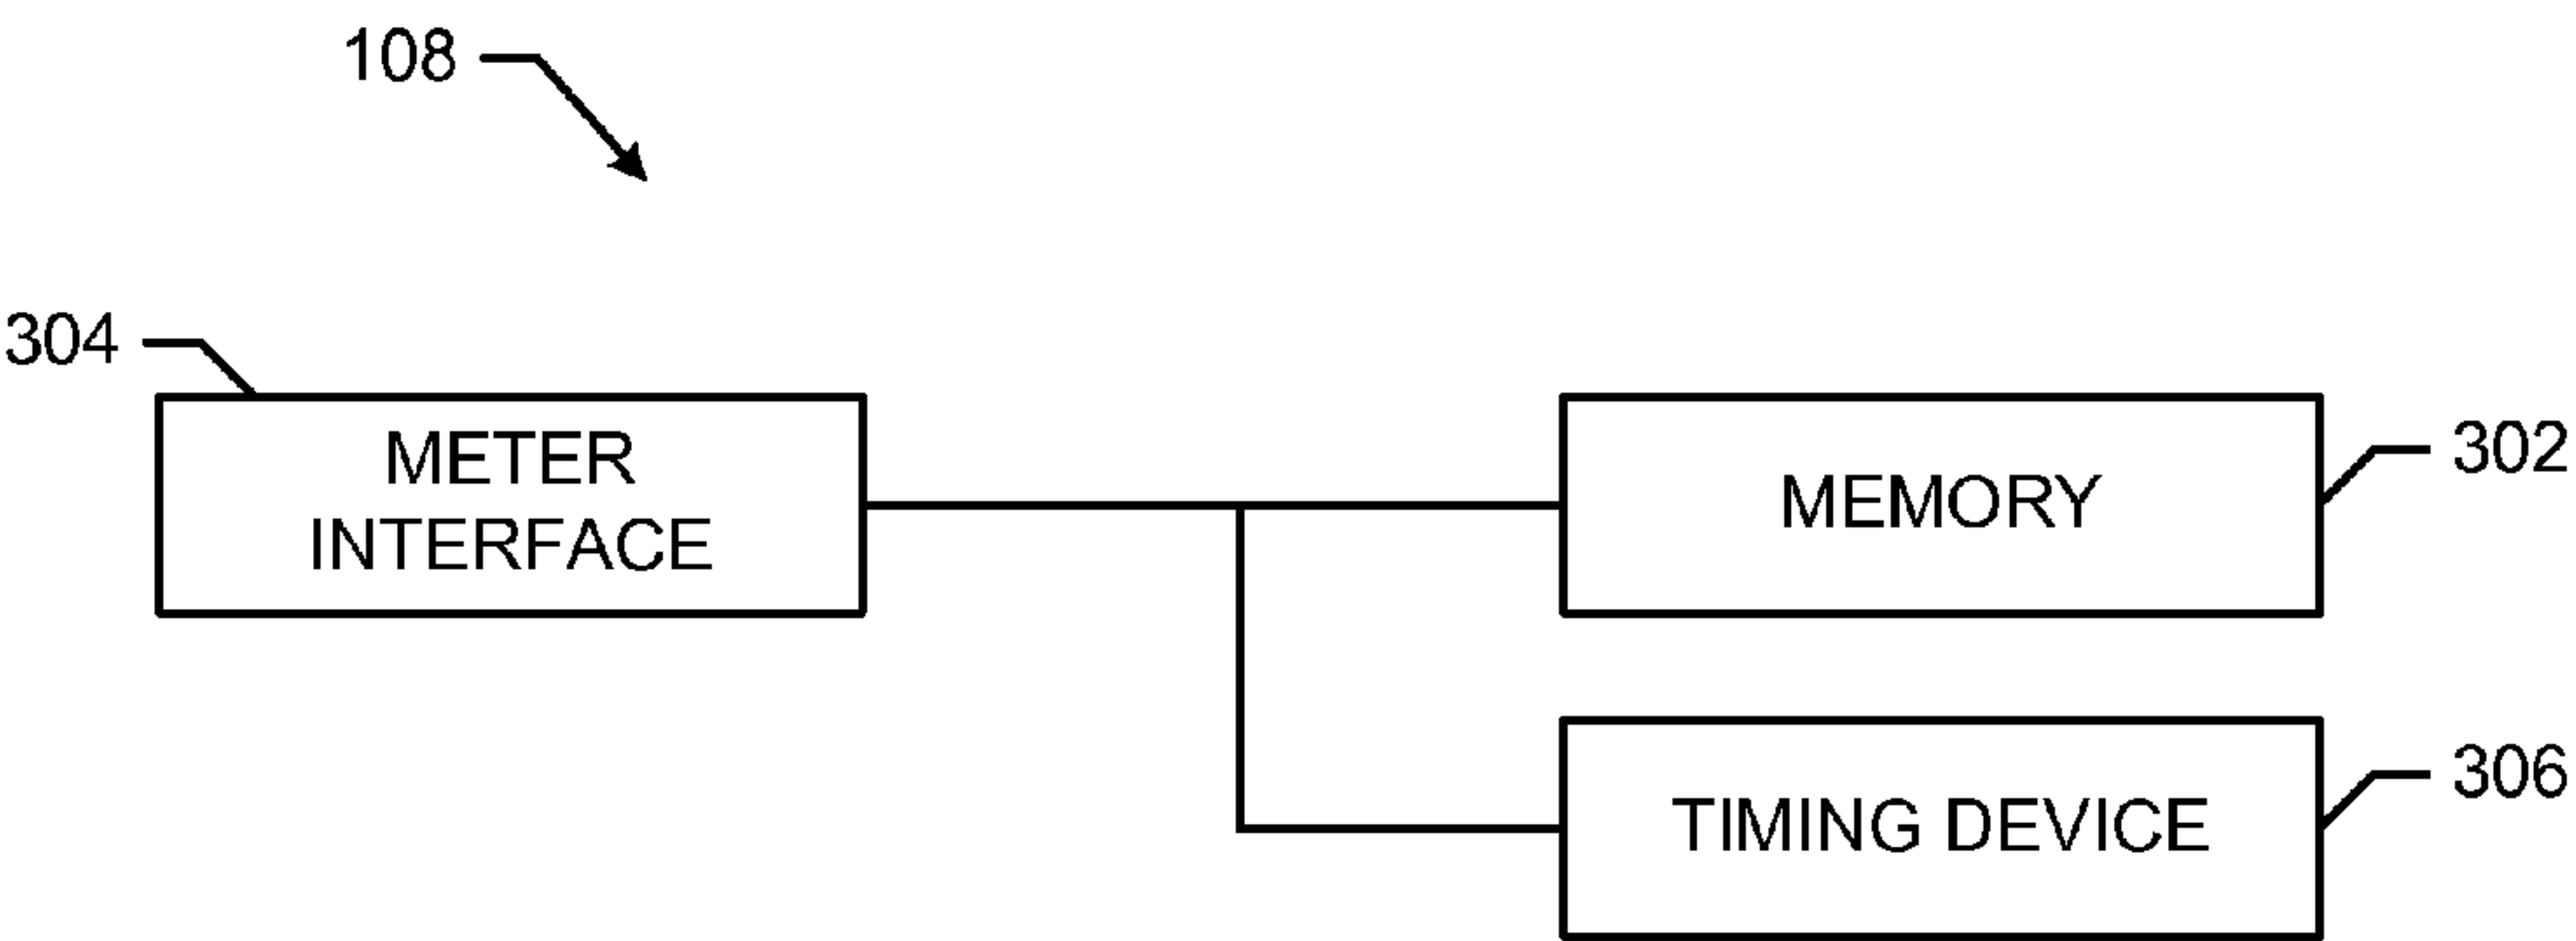 108
304
METER
INTERFACE
MEMORY
302
TIMING DEVICE
306